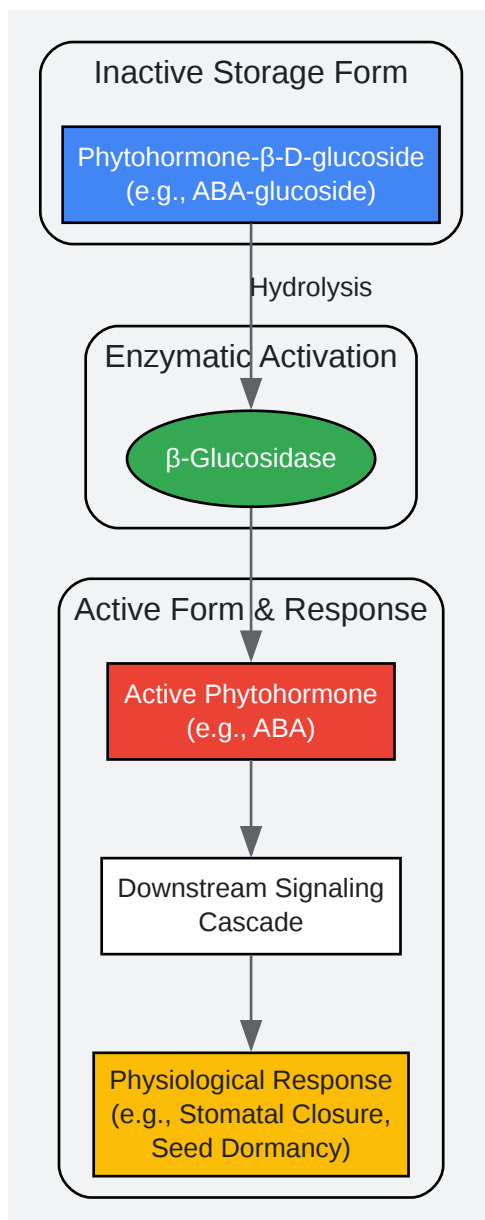 Inactive Storage Form
Phytohormone-β-D-glucoside
(e.g., ABA-glucoside)
Hydrolysis
Enzymatic Activation
β-Glucosidase
Active Form & Response
Active Phytohormone
(e.g., ABA)
Downstream Signaling
Cascade
Physiological Response
(e.g., Stomatal Closure,
Seed Dormancy)